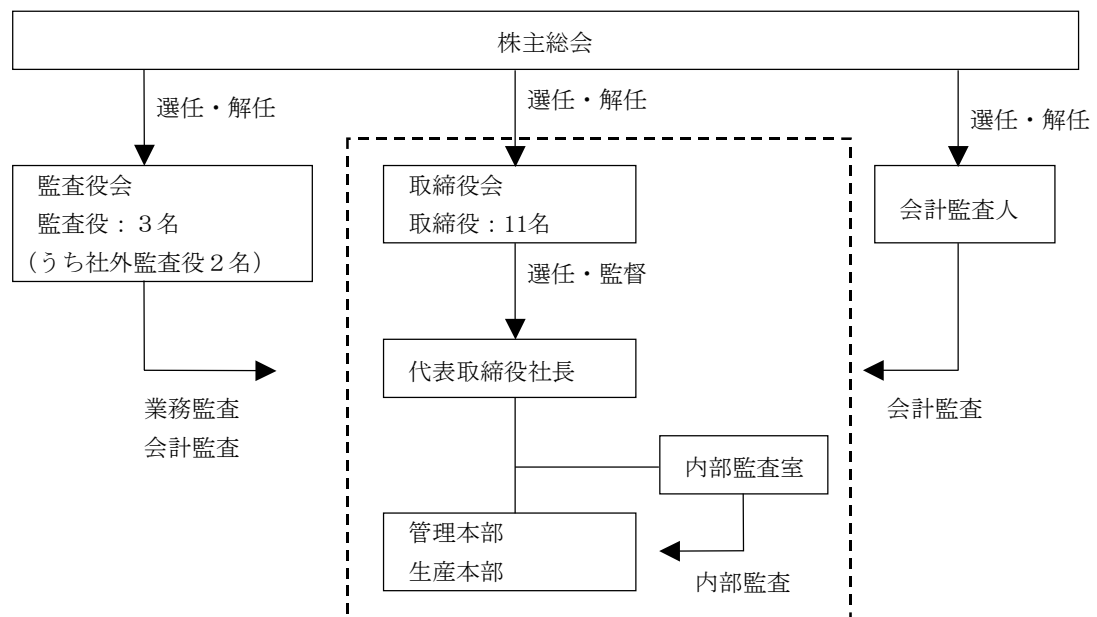 株主総会
選任・解任
選任・解任
選任・解任
監査役会
監査役：３名
（うち社外監査役２名）
取締役会
取締役：11名
会計監査人
選任・監督
代表取締役社長
業務監査
会計監査
会計監査
内部監査室
管理本部
生産本部
内部監査